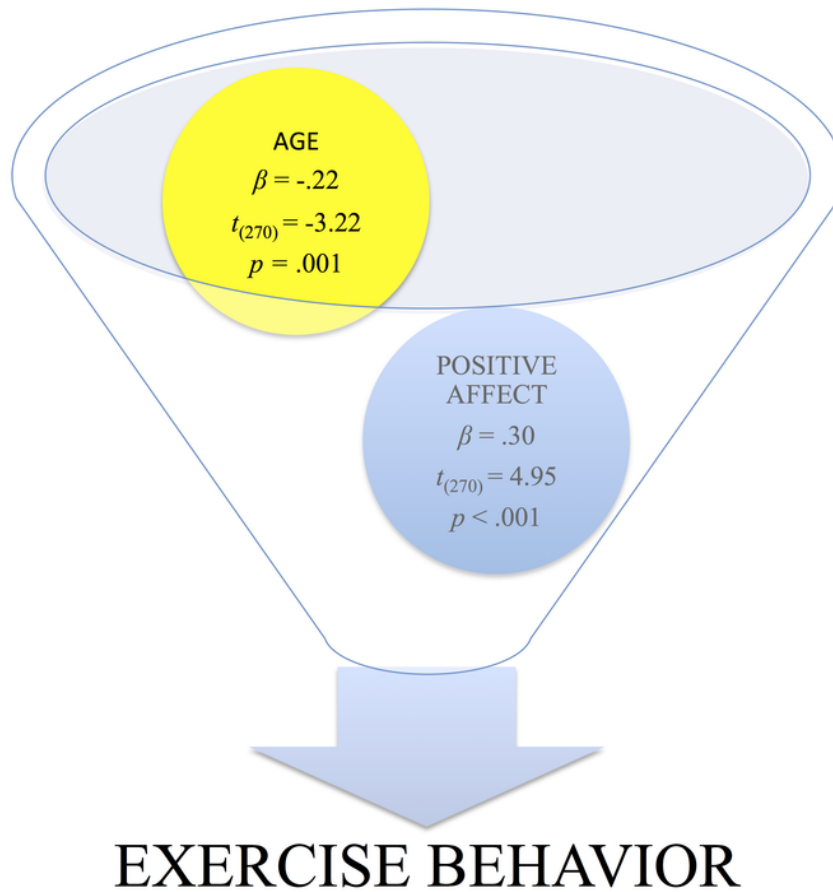 AGE
β = -.22
t(270) = -3.22
p = .001
POSITIVE
AFFECT
β = .30
t(270) = 4.95
p < .001
EXERCISE BEHAVIOR